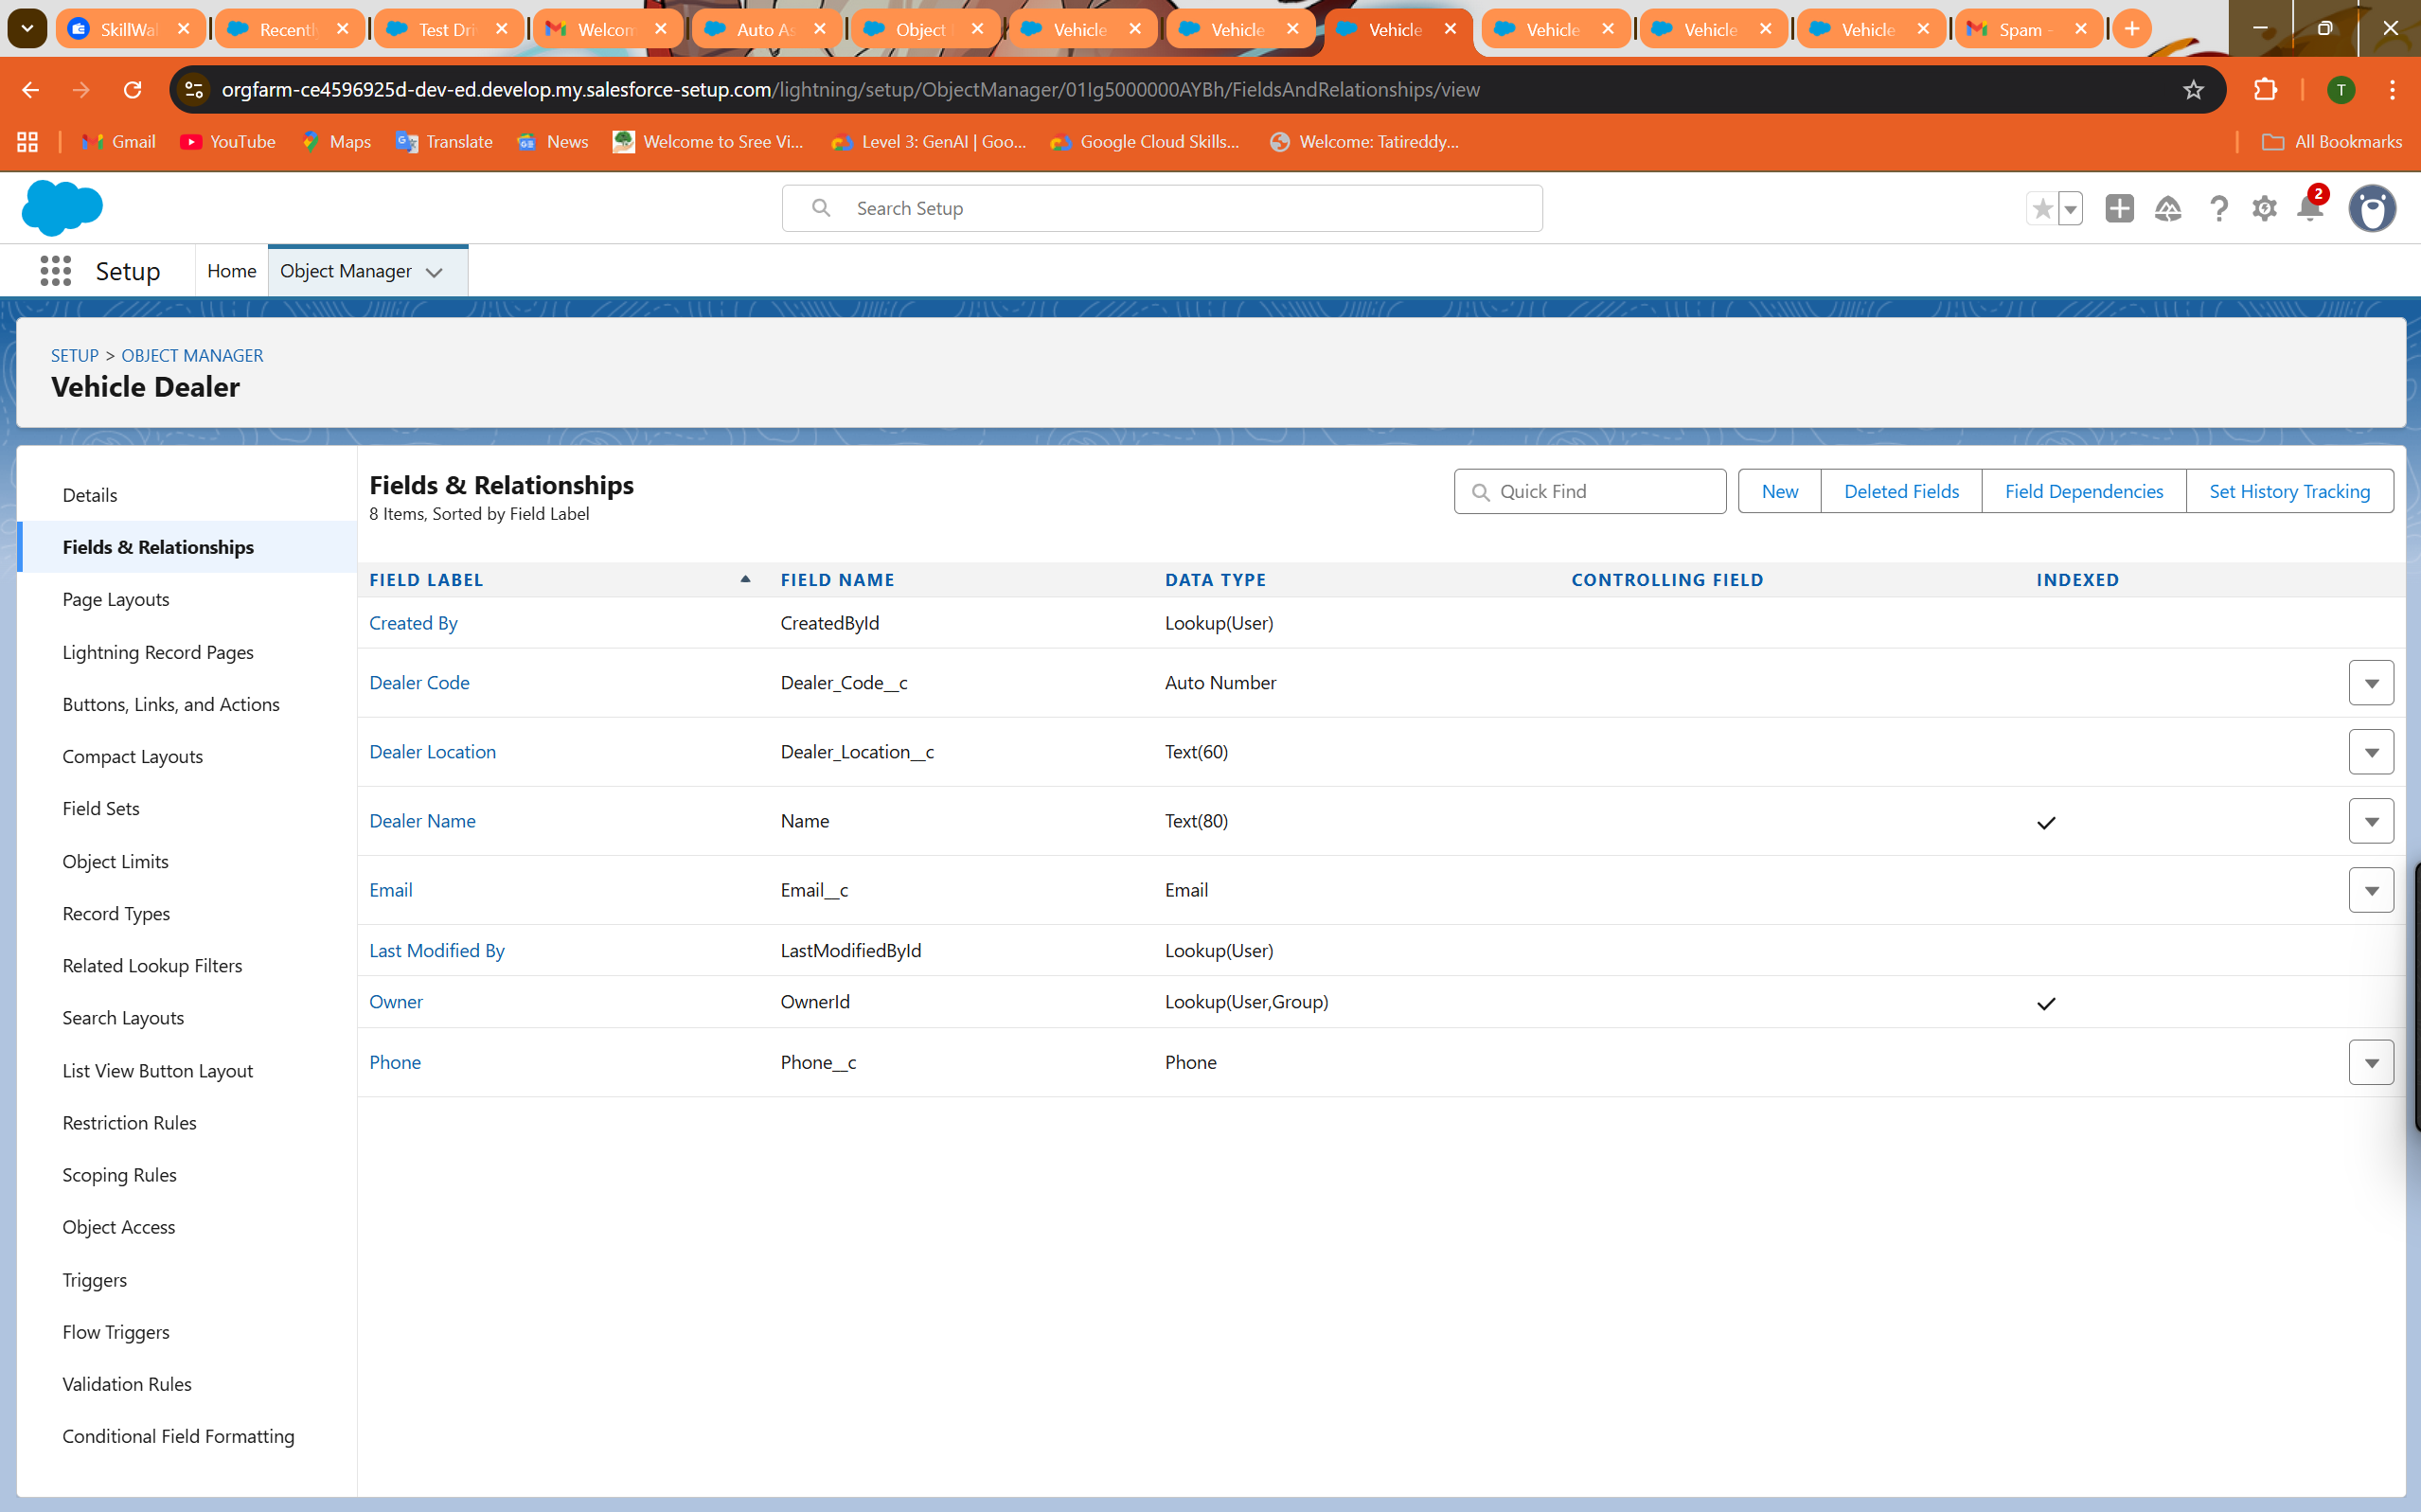 SkillWal
Recently
Test Dri
Welcom
Auto As
Object
Vehicle
Vehicle
Vehicle
Vehicle
Vehicle
Vehicle
Spam -
orgfarm-ce4596925d-dev-ed.develop.my.salesforce-setup.com/lightning/setup/ObjectManager/01Ig5000000AYBh/FieldsAndRelationships/view
T
Gmail
YouTube
Maps
Translate
News
Welcome to Sree Vi...
Level 3: GenAI | Goo...
Google Cloud Skills...
Welcome: Tatireddy...
All Bookmarks
Search Setup
2
Setup
Home
Object Manager
SETUP > OBJECT MANAGER
Vehicle Dealer
Details
Fields & Relationships
Page Layouts
Lightning Record Pages
Buttons, Links, and Actions
Compact Layouts
Field Sets
Object Limits
Record Types
Related Lookup Filters
Search Layouts
List View Button Layout
Restriction Rules
Scoping Rules
Object Access
Triggers
Flow Triggers
Validation Rules
Conditional Field Formatting
Fields & Relationships
8 Items, Sorted by Field Label
Quick Find
New
Deleted Fields
Field Dependencies
Set History Tracking
FIELD LABEL FIELD NAME DATA TYPE CONTROLLING FIELD INDEXED
Created By CreatedById Lookup(User)
Dealer Code Dealer_Code__c Auto Number
Dealer Location Dealer_Location__c Text(60)
Dealer Name Name Text(80)
Email Email__c Email
Last Modified By LastModifiedById Lookup(User)
Owner OwnerId Lookup(User,Group)
Phone Phone__c Phone